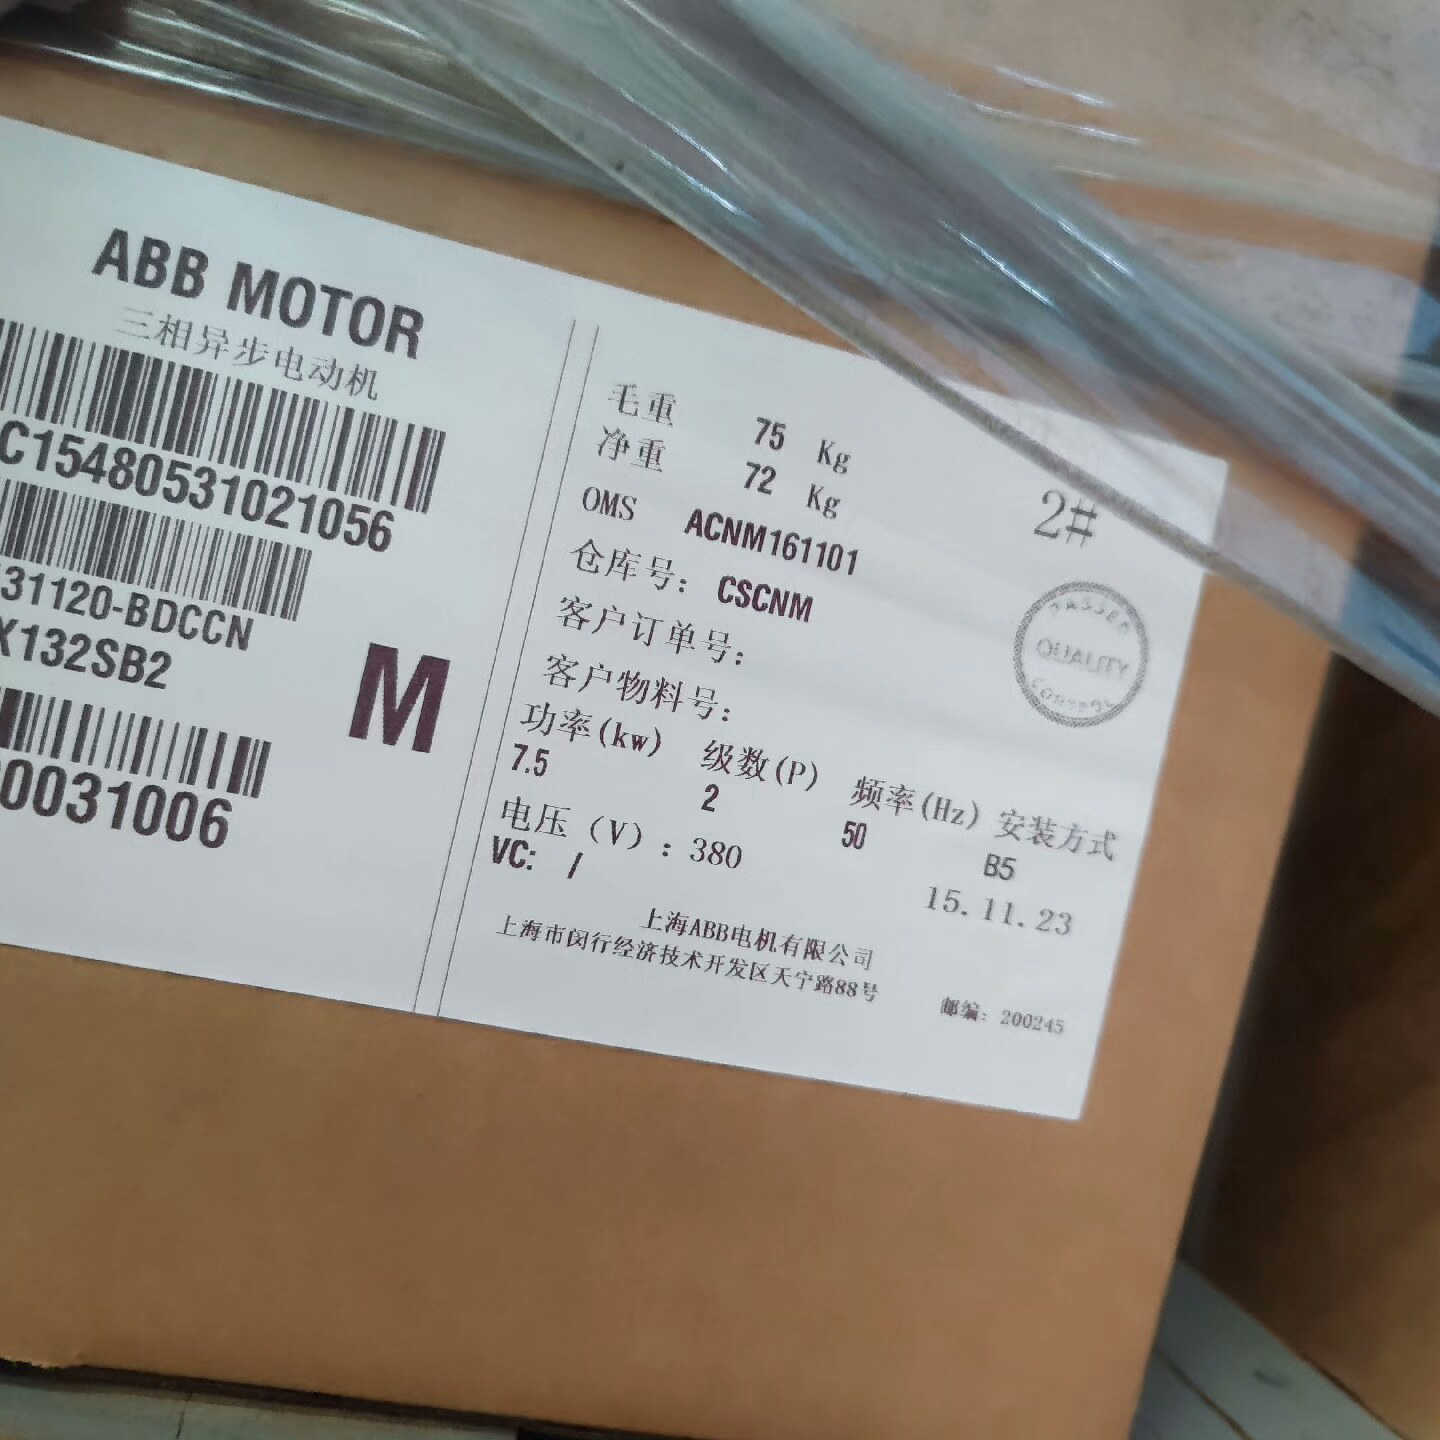 ABB MOTOR
三相异步电动机
C15480531021056
31120-BDCCN
X132SB2
M
0031006
毛重 75 Kg
净重 72 Kg
OMS ACNM161101
仓库号: CSCNM
客户订单号:
客户物料号:
功率(kw) 级数(P) 频率(Hz) 安装方式
7.5 2 50 B5
电压（V）: 380
VC: /
15.11.23
2#
PASSED
QUALITY
CONTROL
上海ABB电机有限公司
上海市闵行经济技术开发区天宁路88号
邮编: 200245